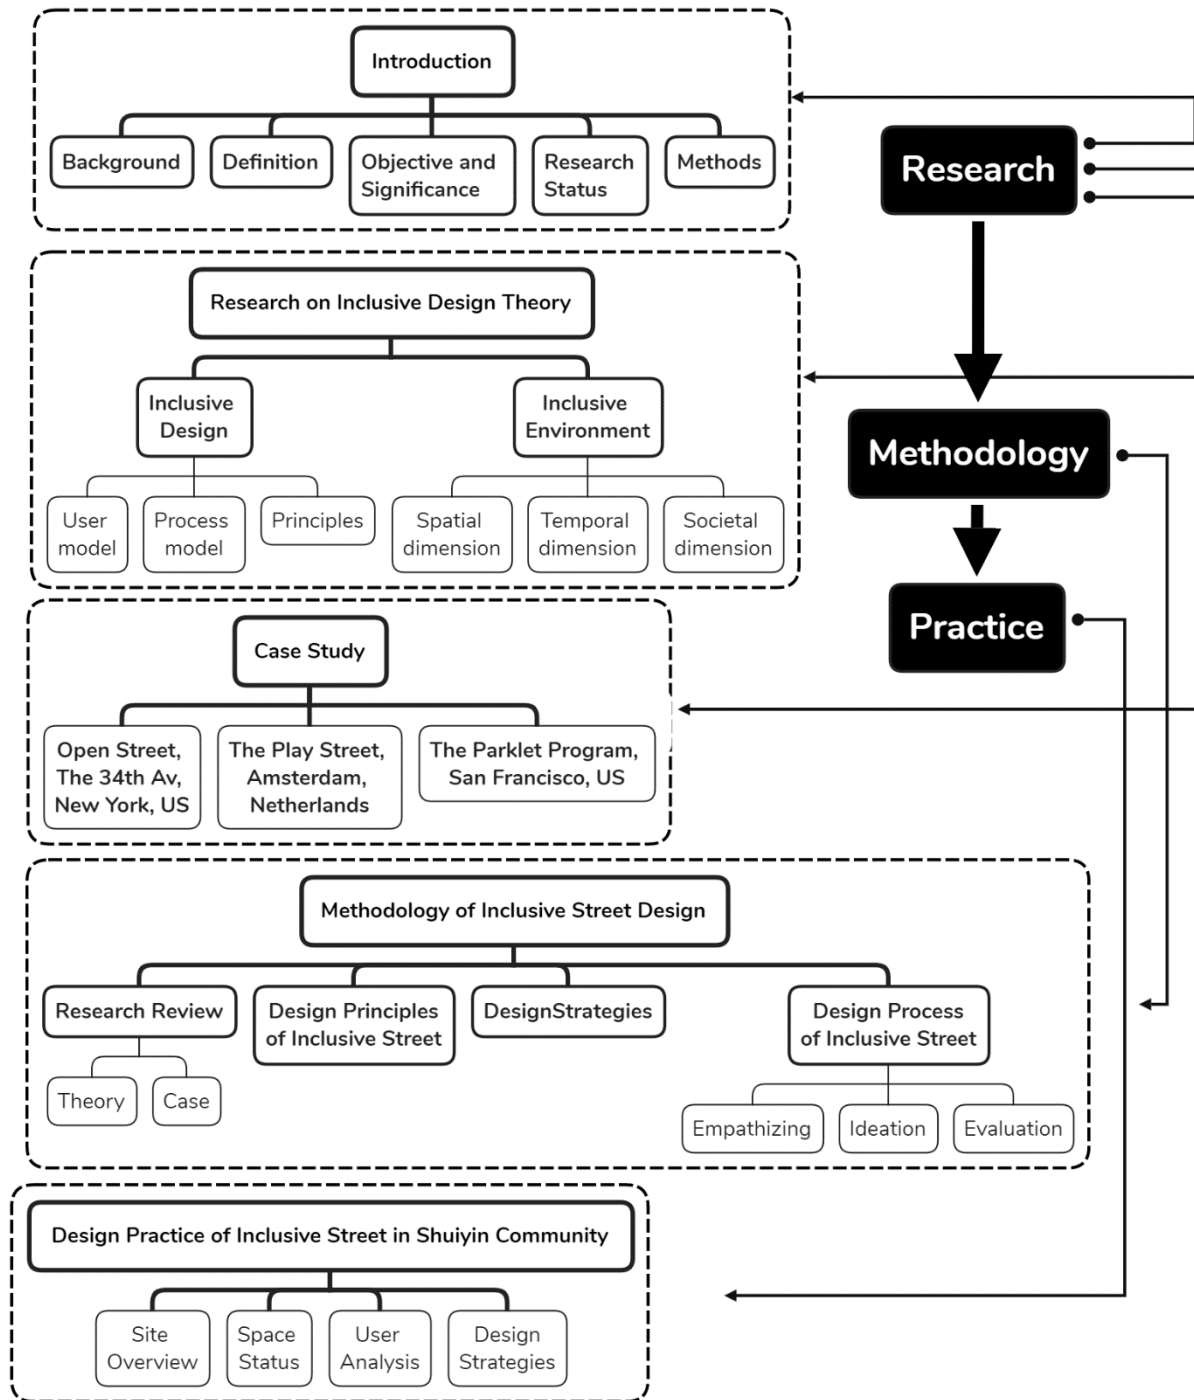 Introduction
Background
Definition
Objective and
Significance
Research
Status
Methods
Research
Research on Inclusive Design Theory
Inclusive
Design
Inclusive
Environment
User
model
Process
model
Principles
Spatial
dimension
Temporal
dimension
Societal
dimension
Methodology
Practice
Case Study
Open Street,
The 34th Av,
New York, US
The Play Street,
Amsterdam,
Netherlands
The Parklet Program,
San Francisco, US
Methodology of Inclusive Street Design
Research Review
Design Principles
of Inclusive Street
DesignStrategies
Design Process
of Inclusive Street
Theory
Case
Empathizing
Ideation
Evaluation
Design Practice of Inclusive Street in Shuiyin Community
Site
Overview
Space
Status
User
Analysis
Design
Strategies